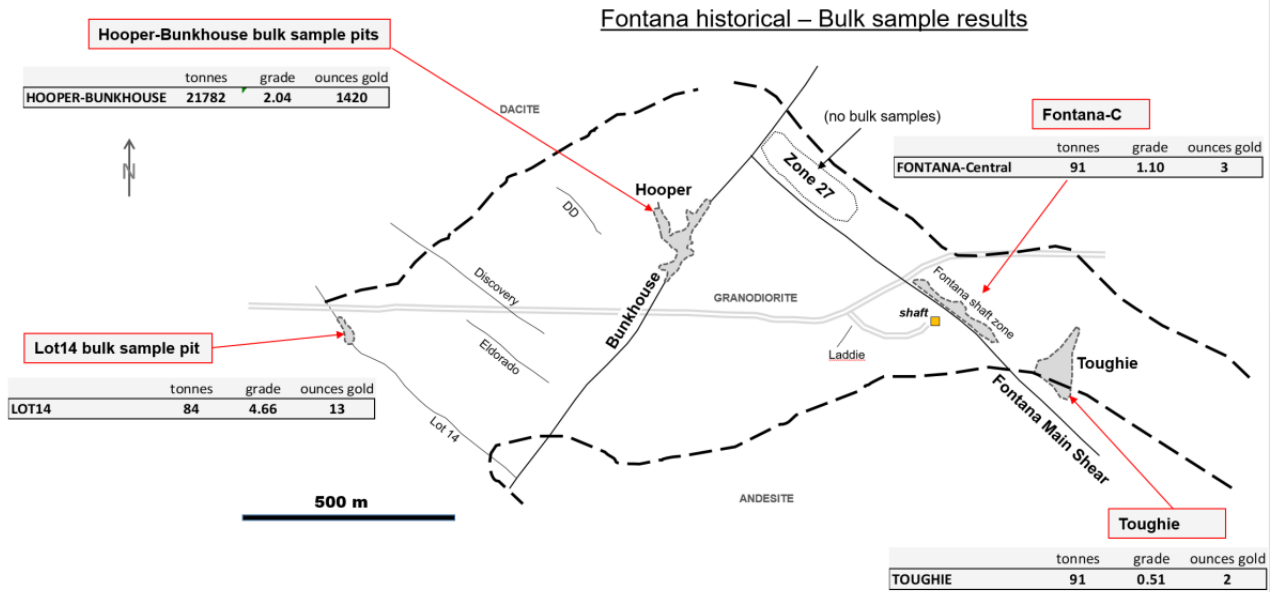 Fontana historical – Bulk sample results
Hooper-Bunkhouse bulk sample pits
tonnes grade ounces gold
HOOPER-BUNKHOUSE 21782 2.04 1420
N
DACITE
(no bulk samples)
Zone 27
Fontana-C
tonnes grade ounces gold
FONTANA-Central 91 1.10 3
Hooper
DD
Discovery
Bunkhouse
GRANODIORITE
Fontana shaft zone
shaft
Laddie
Eldorado
Toughie
Lot14 bulk sample pit
tonnes grade ounces gold
LOT14 84 4.66 13
Lot 14
Fontana Main Shear
500 m
ANDESITE
Toughie
tonnes grade ounces gold
TOUGHIE 91 0.51 2